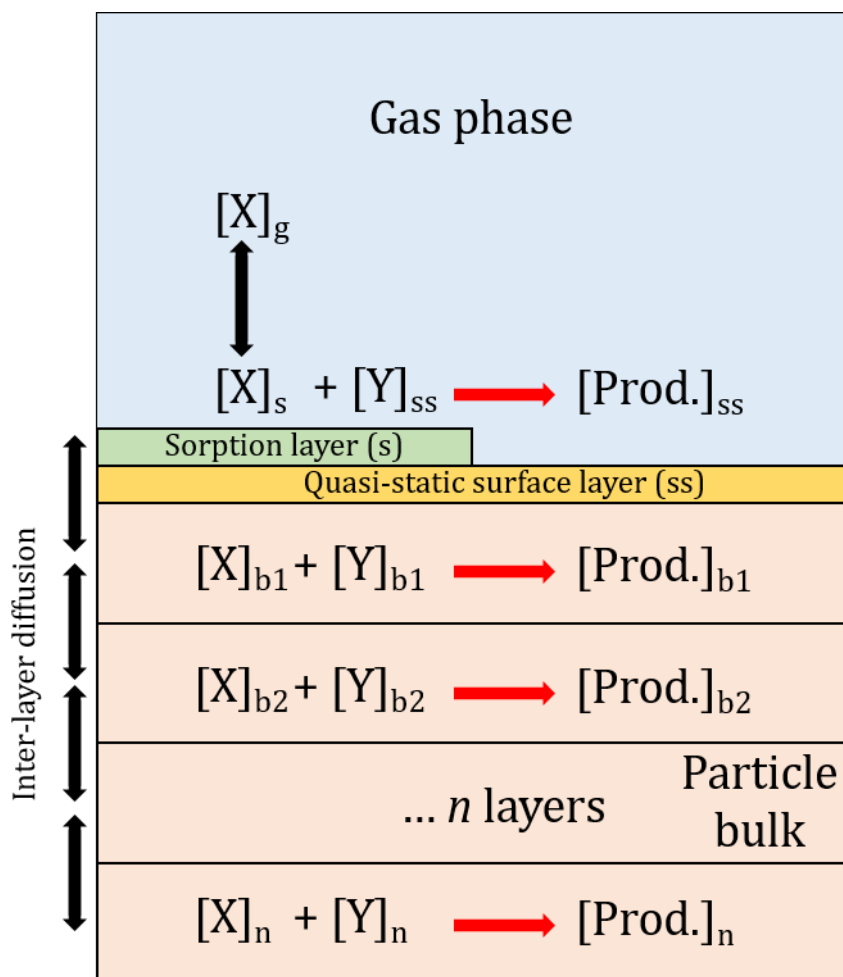 Gas phase
[X]g
[X]s + [Y]ss [Prod.]ss
Sorption layer (s)
Quasi-static surface layer (ss)
Inter-layer diffusion
[X]b1 + [Y]b1 [Prod.]b1
[X]b2 + [Y]b2 [Prod.]b2
... n layers
Particle
bulk
[X]n + [Y]n [Prod.]n